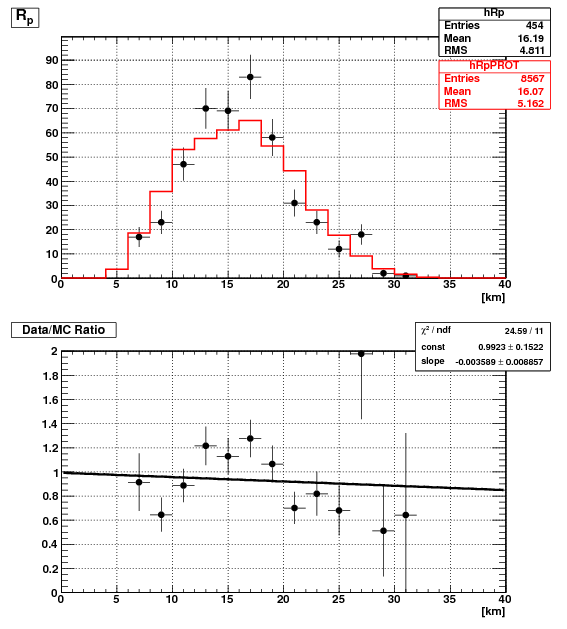 Rp
hRp
Entries 454
Mean 16.19
RMS 4.811
hRpPROT
Entries 8567
Mean 16.07
RMS 5.162
90
80
70
60
50
40
30
20
10
0
0 5 10 15 20 25 30 35 40
[km]
Data/MC Ratio
χ² / ndf 24.59 / 11
const 0.9923 ± 0.1522
slope -0.003589 ± 0.008857
2
1.8
1.6
1.4
1.2
1
0.8
0.6
0.4
0.2
0
0 5 10 15 20 25 30 35 40
[km]